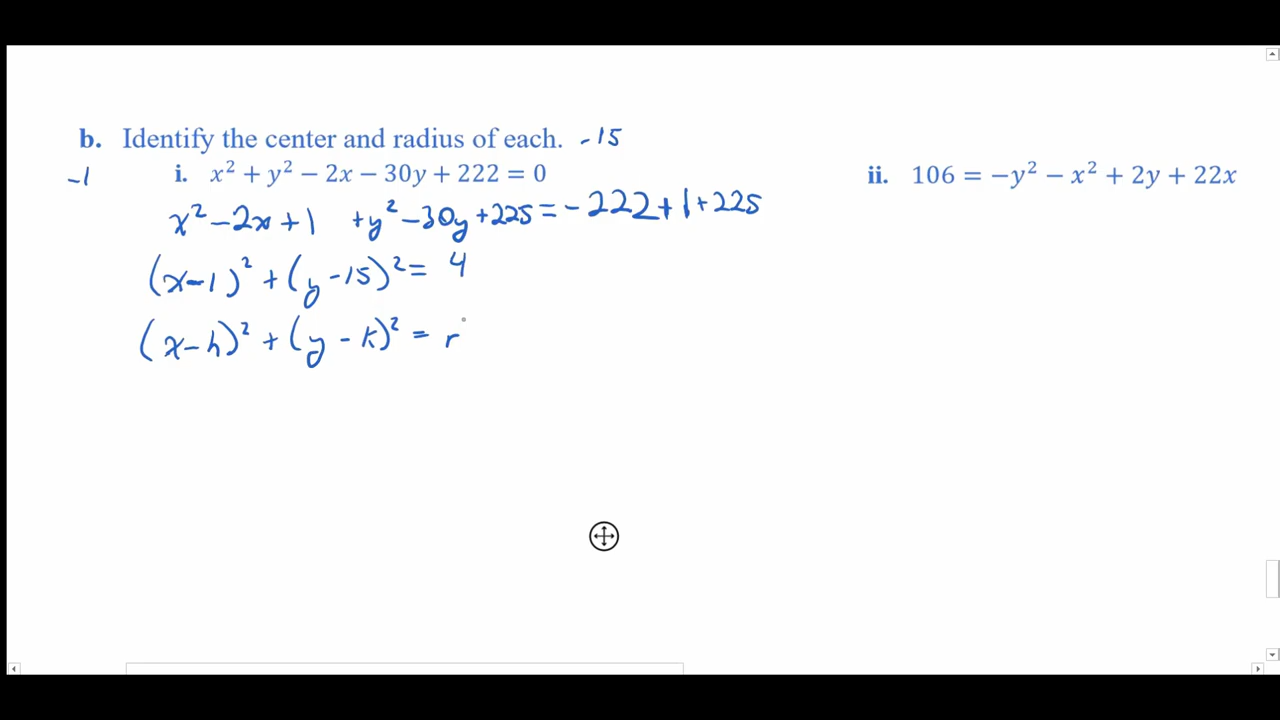 b. Identify the center and radius of each. -15
-1 i. x² + y² − 2x − 30y + 222 = 0
ii. 106 = −y² − x² + 2y + 22x
x² - 2x + 1 + y² - 30y + 225 = - 222 + 1 + 225
(x - 1)² + (y - 15)² = 4
(x - h)² + (y - k)² = r